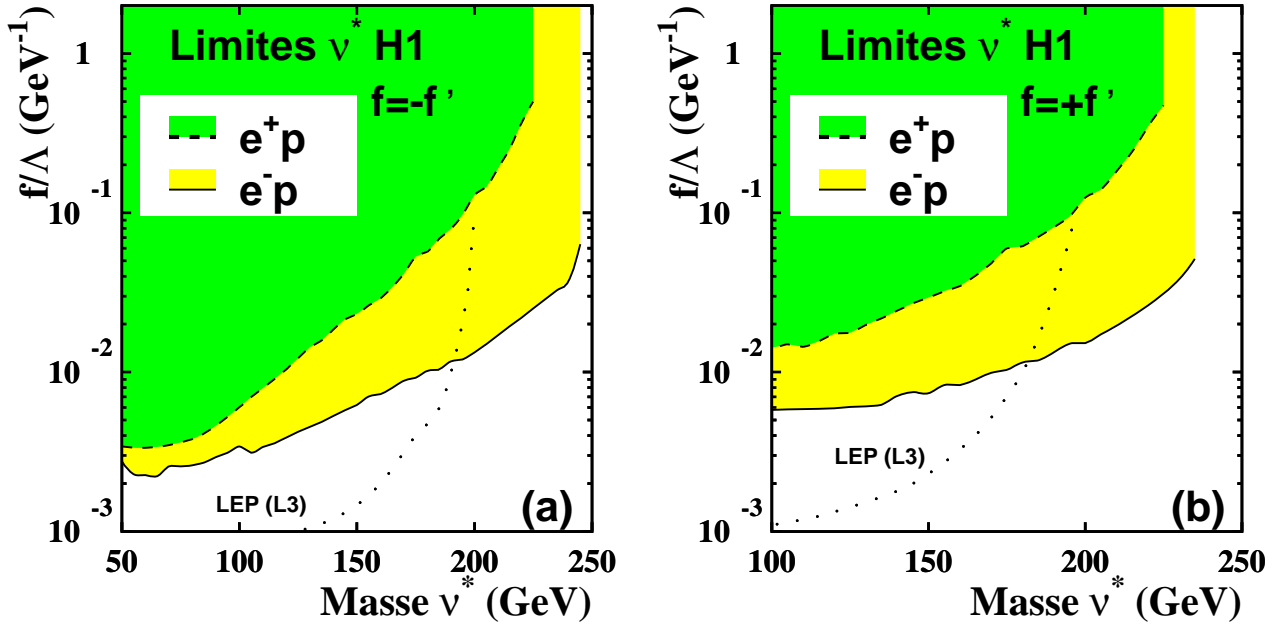 f/Λ (GeV⁻¹)
1
10⁻¹
10⁻²
10⁻³
Limites ν* H1
f=-f ’
e⁺p
e⁻p
LEP (L3)
(a)
50 100 150 200 250
Masse ν* (GeV)
f/Λ (GeV⁻¹)
1
10⁻¹
10⁻²
10⁻³
Limites ν* H1
f=+f ’
e⁺p
e⁻p
LEP (L3)
(b)
100 150 200 250
Masse ν* (GeV)